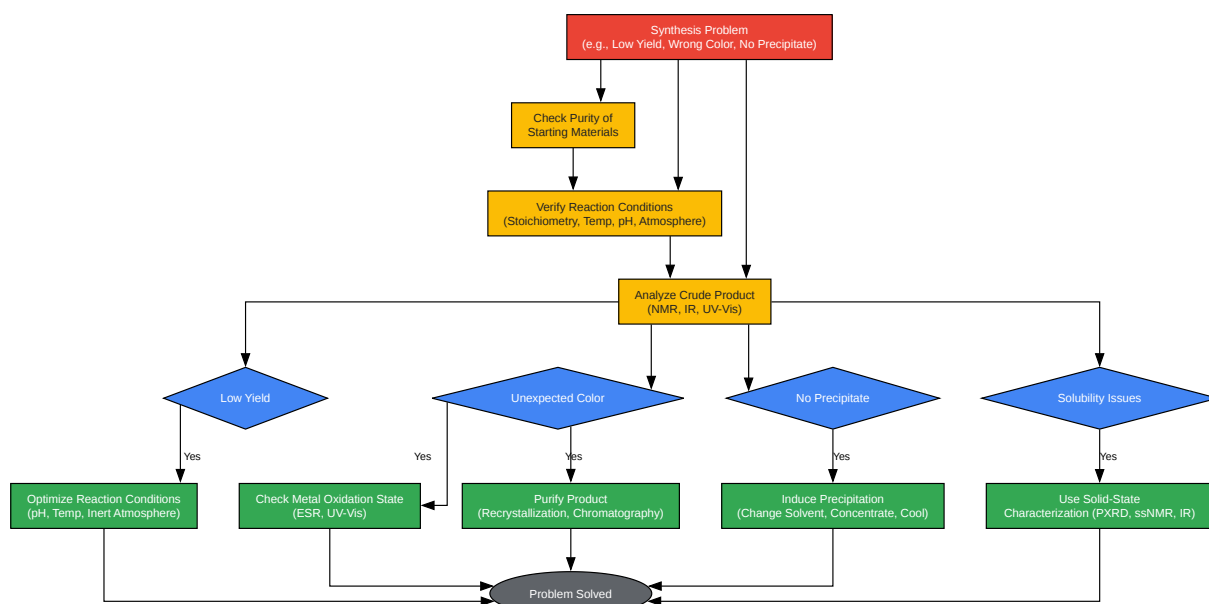 Synthesis Problem
(e.g., Low Yield, Wrong Color, No Precipitate)
Check Purity of
Starting Materials
Verify Reaction Conditions
(Stoichiometry, Temp, pH, Atmosphere)
Analyze Crude Product
(NMR, IR, UV-Vis)
Low Yield
Unexpected Color
No Precipitate
Solubility Issues
Yes
Yes
Yes
Yes
Yes
Optimize Reaction Conditions
(pH, Temp, Inert Atmosphere)
Check Metal Oxidation State
(ESR, UV-Vis)
Purify Product
(Recrystallization, Chromatography)
Induce Precipitation
(Change Solvent, Concentrate, Cool)
Use Solid-State
Characterization (PXRD, ssNMR, IR)
Problem Solved